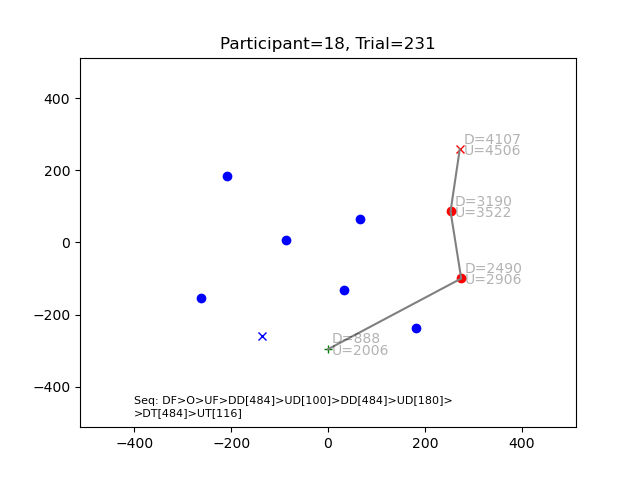 Participant=18, Trial=231
400
200
0
−200
−400
D=4107
U=4506
D=3190
U=3522
D=2490
U=2906
D=888
U=2006
Seq: DF>O>UF>DD[484]>UD[100]>DD[484]>UD[180]>
>DT[484]>UT[116]
−400
−200
0
200
400